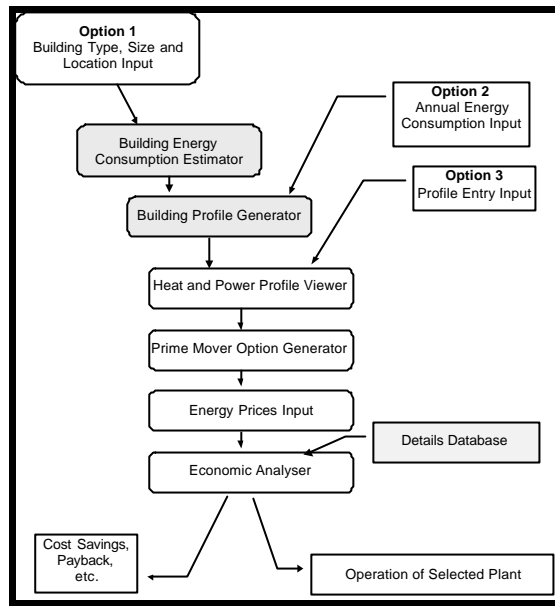 Option 1
Building Type, Size and
Location Input
Option 2
Annual Energy
Consumption Input
Building Energy
Consumption Estimator
Option 3
Profile Entry Input
Building Profile Generator
Heat and Power Profile Viewer
Prime Mover Option Generator
Energy Prices Input
Details Database
Economic Analyser
Cost Savings,
Payback,
etc.
Operation of Selected Plant